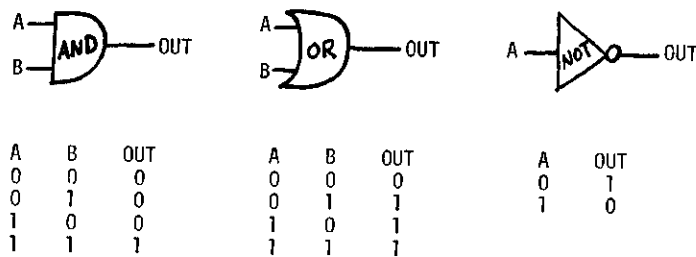 A AND OUT
B
A OR OUT
B
A NOT OUT
A B OUT
0 0 0
0 1 0
1 0 0
1 1 1
A B OUT
0 0 0
0 1 1
1 0 1
1 1 1
A OUT
0 1
1 0